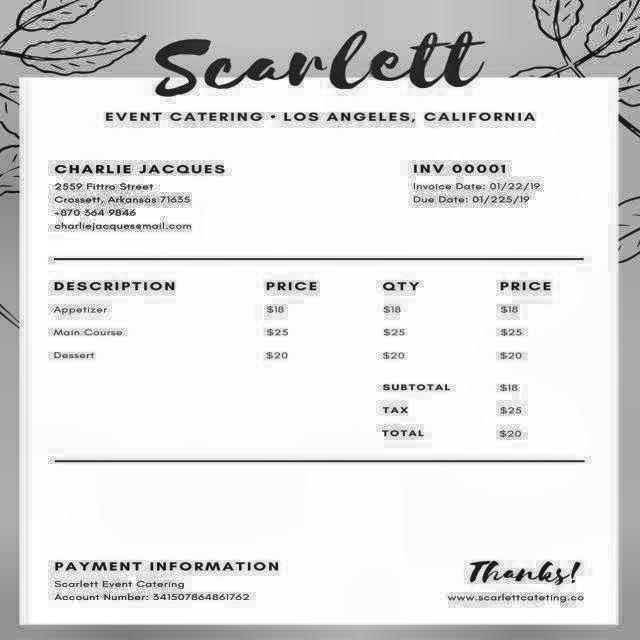 Scarlett
EVENT CATERING • LOS ANGELES, CALIFORNIA
CHARLIE JACQUES
2559 Fittro Street
Crossett, Arkansas 71635
+870 364 9846
charliejacques@mail.com
INV 00001
Invoice Date: 01/22/19
Due Date: 01/225/19
DESCRIPTION PRICE QTY PRICE
Appetizer $18 $18 $18
Main Course $25 $25 $25
Dessert $20 $20 $20
SUBTOTAL $18
TAX $25
TOTAL $20
PAYMENT INFORMATION
Scarlett Event Catering
Account Number: 341507864861762
Thanks!
www.scarlettcateting.co